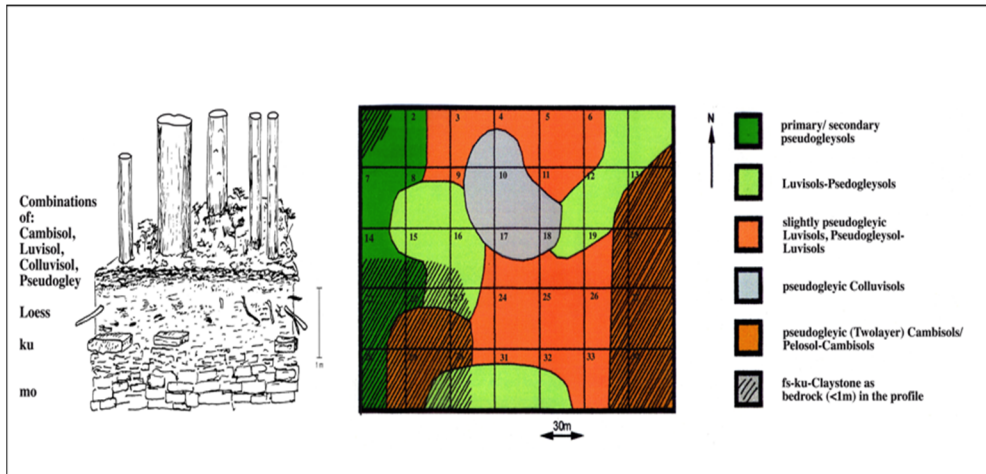 Combinations
of:
Cambisol,
Luvisol,
Colluvisol,
Pseudogley
Loess
ku
mo
1m
2
3
4
5
6
7
8
9
10
11
12
13
14
15
16
17
18
19
24
25
26
31
32
33
30m
N
primary/ secondary
pseudogleysols
Luvisols-Psedogleysols
slightly pseudogleyic
Luvisols, Pseudogleysol-
Luvisols
pseudogleyic Colluvisols
pseudogleyic (Twolayer) Cambisols/
Pelosol-Cambisols
fs-ku-Claystone as
bedrock (<1m) in the profile